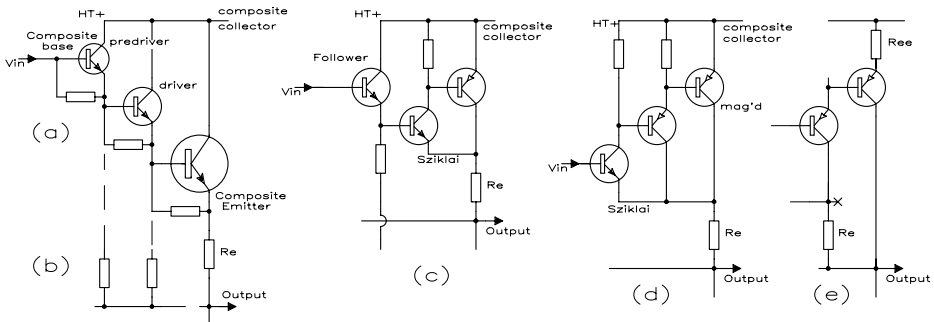 HT+
composite
collector
Composite
base
predriver
Vin
driver
(a)
Composite
Emitter
Re
(b)
Output
HT+
composite
collector
Follower
Vin
Sziklai
Re
Output
(c)
HT+
composite
collector
mag'd
Vin
Sziklai
Re
Output
(d)
Ree
Re
Output
(e)